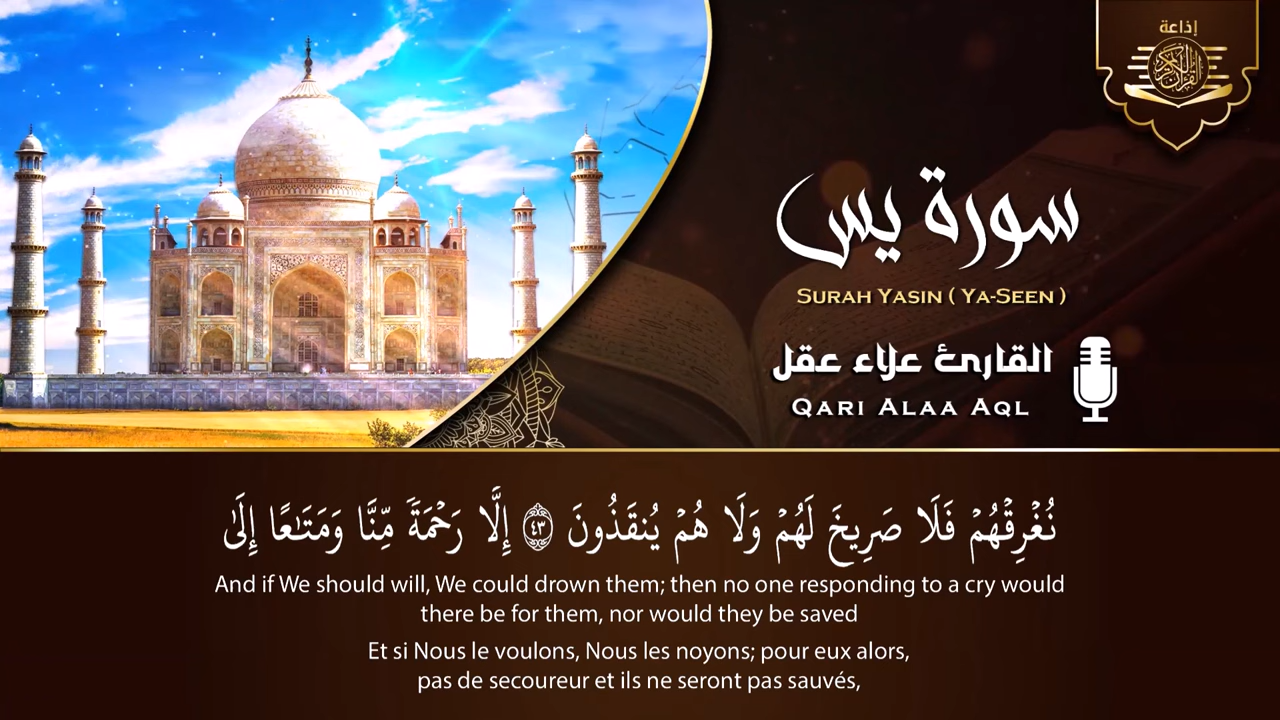 إذاعة
القرآن الكريم
سورة يس
SURAH YASIN ( YA-SEEN )
القارئ علاء عقل
QARI ALAA AQL
نُغْرِقْهُمْ فَلَا صَرِيخَ لَهُمْ وَلَا هُمْ يُنقَذُونَ ٤٣ إِلَّا رَحْمَةً مِّنَّا وَمَتَـٰعًا إِلَىٰ
And if We should will, We could drown them; then no one responding to a cry would
there be for them, nor would they be saved
Et si Nous le voulons, Nous les noyons; pour eux alors,
pas de secoureur et ils ne seront pas sauvés,